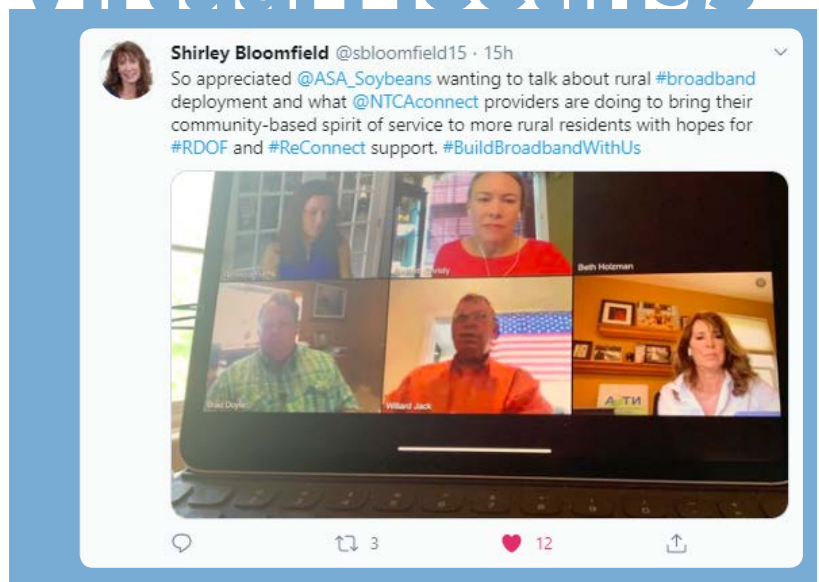 Virtual Meetings
Shirley Bloomfield @sbloomfield15 · 15h
So appreciated @ASA_Soybeans wanting to talk about rural #broadband
deployment and what @NTCAconnect providers are doing to bring their
community-based spirit of service to more rural residents with hopes for
#RDOF and #ReConnect support. #BuildBroadbandWithUs
Beth Holzman
Brad Doyle
Willard Jack
3
12